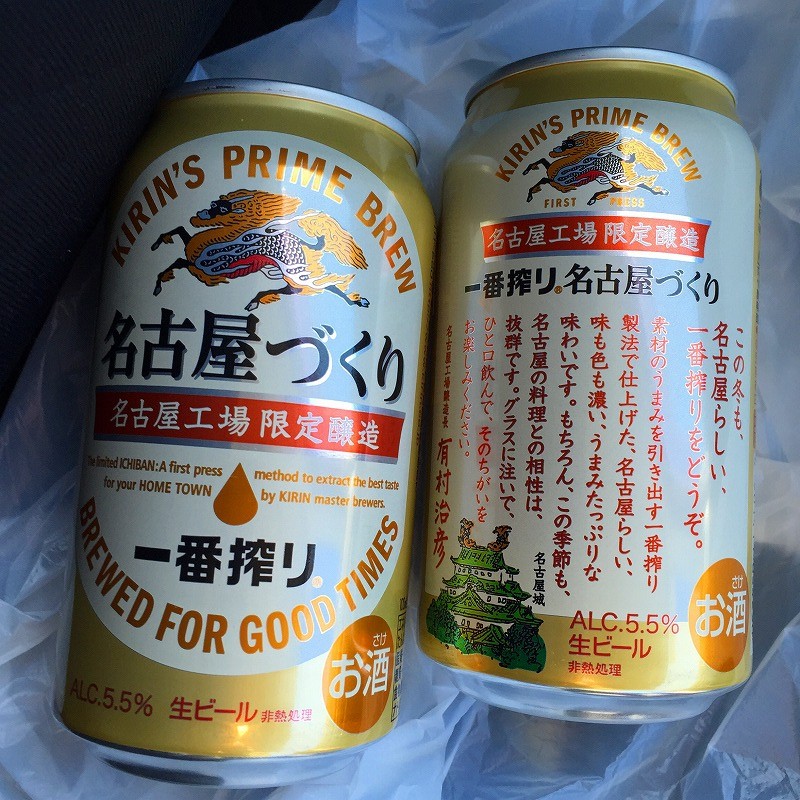 KIRIN'S PRIME BREW
名古屋づくり
名古屋工場 限定醸造
The limited ICHIBAN: A first press
method to extract the best taste
for your HOME TOWN
by KIRIN master brewers.
一番搾り®
BREWED FOR GOOD TIMES
さけ
お酒
ALC.5.5% 生ビール 非熱処理
KIRIN'S PRIME BREW
FIRST PRESS
名古屋工場 限定醸造
一番搾り®名古屋づくり
この冬も、
名古屋らしい、
一番搾りをどうぞ。
素材のうまみを引き出す一番搾り
製法で仕上げた、名古屋らしい、
味も色も濃い、うまみたっぷりな
味わいです。もちろん、この季節も、
名古屋の料理との相性は、
抜群です。グラスに注いで、
ひと口飲んで、そのちがいを
お楽しみください。
名古屋工場醸造長 有村治彦
名古屋城
ALC.5.5%
生ビール
非熱処理
さけ
お酒